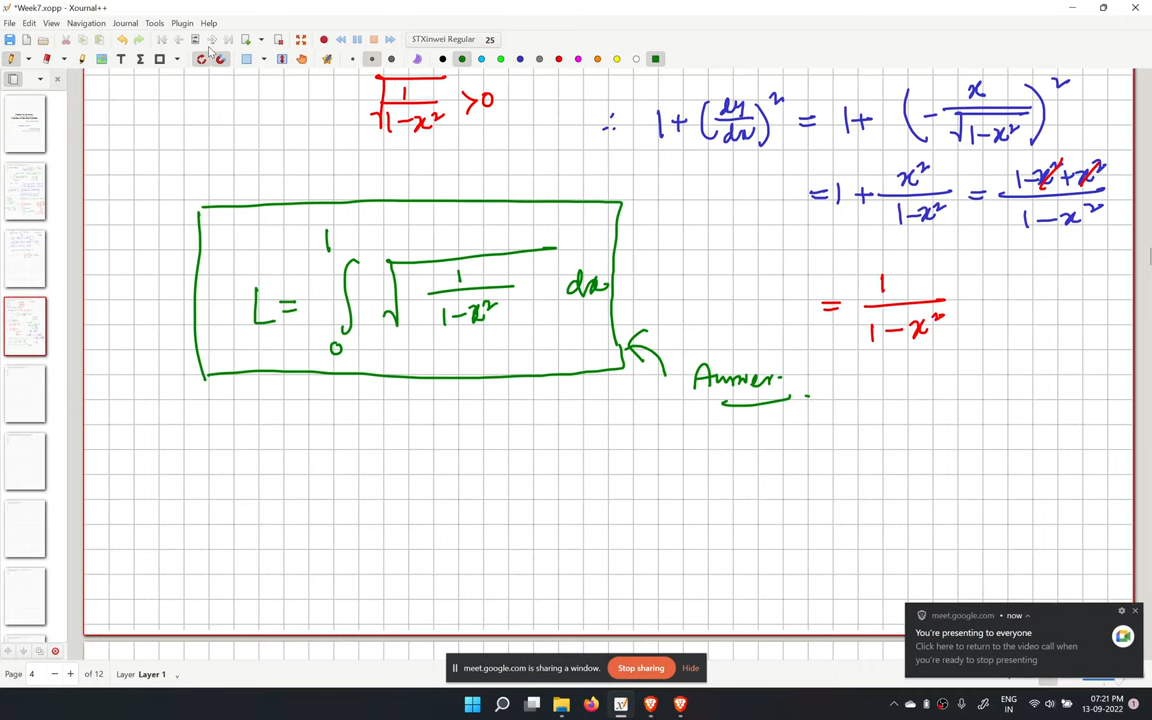 *Week7.xopp - Xournal++
File Edit View Navigation Journal Tools Plugin Help
STXinwei Regular 25
√(1/(1-x²)) >0
∴ 1+(dy/dx)² = 1+ (-x/√(1-x²))²
=1 + x²/(1-x²) = (1-x²+x²)/(1-x²)
= 1/(1-x²)
L= ∫₀¹ √(1/(1-x²)) dx
Answer.
meet.google.com • now
You're presenting to everyone
Click here to return to the video call when
you're ready to stop presenting
meet.google.com is sharing a window. Stop sharing Hide
Page 4 of 12 Layer Layer 1
ENG
IN
07:21 PM
13-09-2022